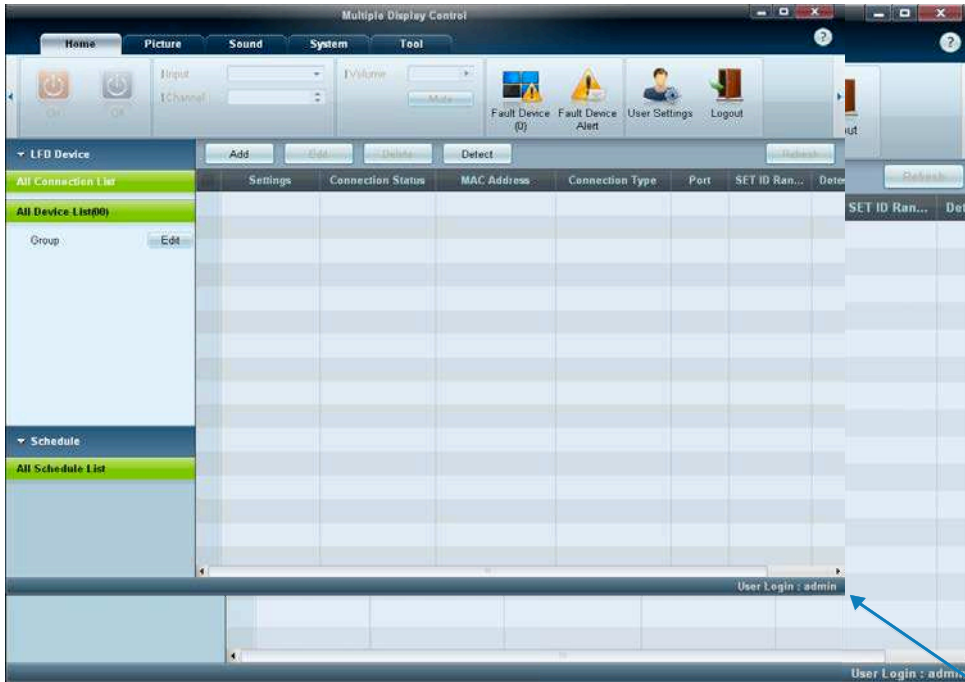 Multiple Display Control
Home Picture Sound System Tool
Input
Channel
Volume
Mute
On Off
Fault Device (0)
Fault Device Alert
User Settings
Logout
ut
LFD Device
Add Edit Delete Detect Refresh
Refresh
All Connection List
Settings Connection Status MAC Address Connection Type Port SET ID Ran... Dete
SET ID Ran... Det
All Device List(00)
Group Edit
Schedule
All Schedule List
User Login : admin
User Login : admin